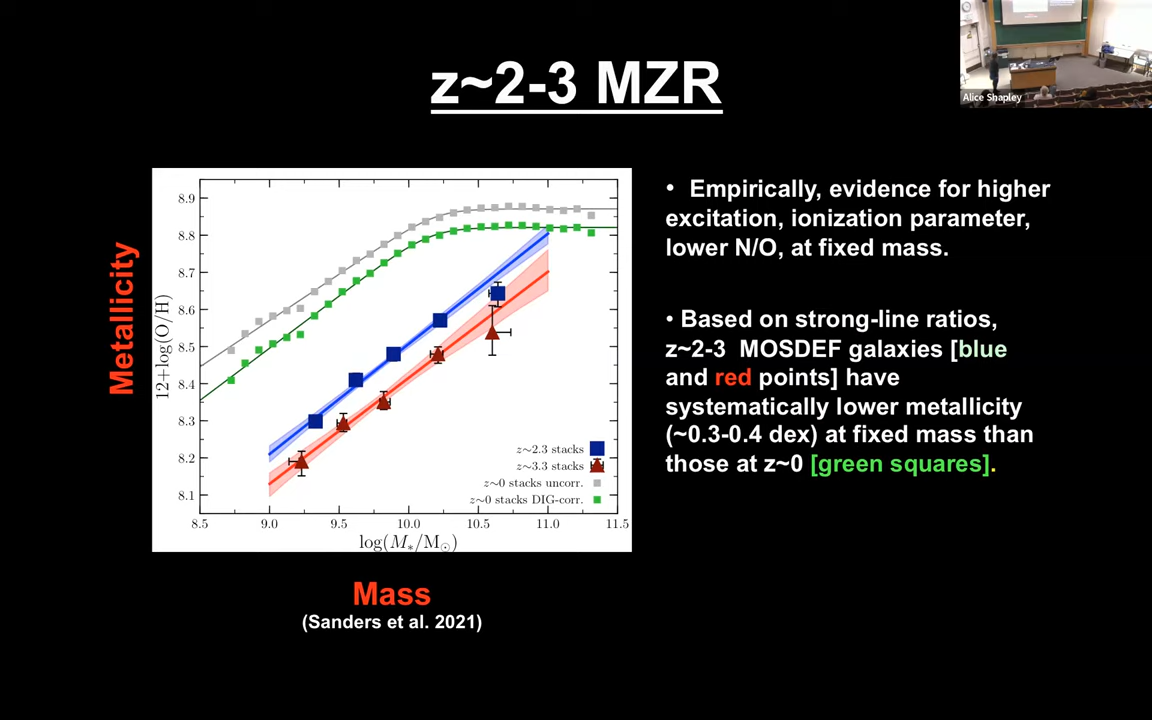 Alice Shapley
z~2-3 MZR
Metallicity
12+log(O/H)
8.9
8.8
8.7
8.6
8.5
8.4
8.3
8.2
8.1
z~2.3 stacks
z~3.3 stacks
z~0 stacks uncorr.
z~0 stacks DIG-corr.
8.5 9.0 9.5 10.0 10.5 11.0 11.5
log(M*/M☉)
Mass
(Sanders et al. 2021)
• Empirically, evidence for higher
excitation, ionization parameter,
lower N/O, at fixed mass.
• Based on strong-line ratios,
z~2-3 MOSDEF galaxies [blue
and red points] have
systematically lower metallicity
(~0.3-0.4 dex) at fixed mass than
those at z~0 [green squares].